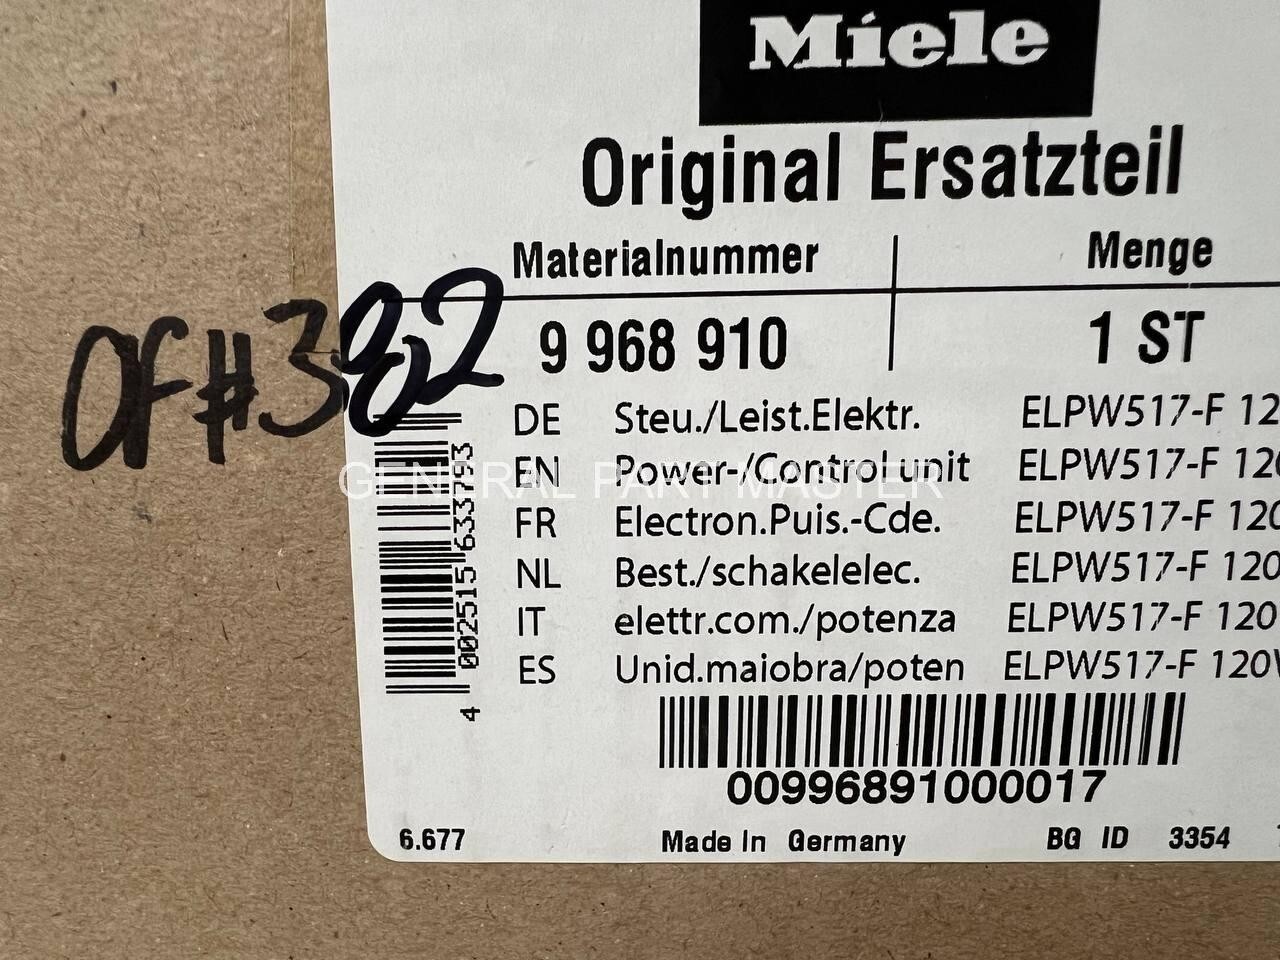 Miele
Original Ersatzteil
Materialnummer Menge
9 968 910 1 ST
OF#382
DE Steu./Leist.Elektr. ELPW517-F 12
EN Power-/Control unit ELPW517-F 120
FR Electron.Puis.-Cde. ELPW517-F 120
NL Best./schakelelec. ELPW517-F 120
IT elettr.com./potenza ELPW517-F 120
ES Unid.maiobra/poten ELPW517-F 120V
GENERAL PART MASTER
4 002515 633793
00996891000017
6.677 Made In Germany BG ID 3354